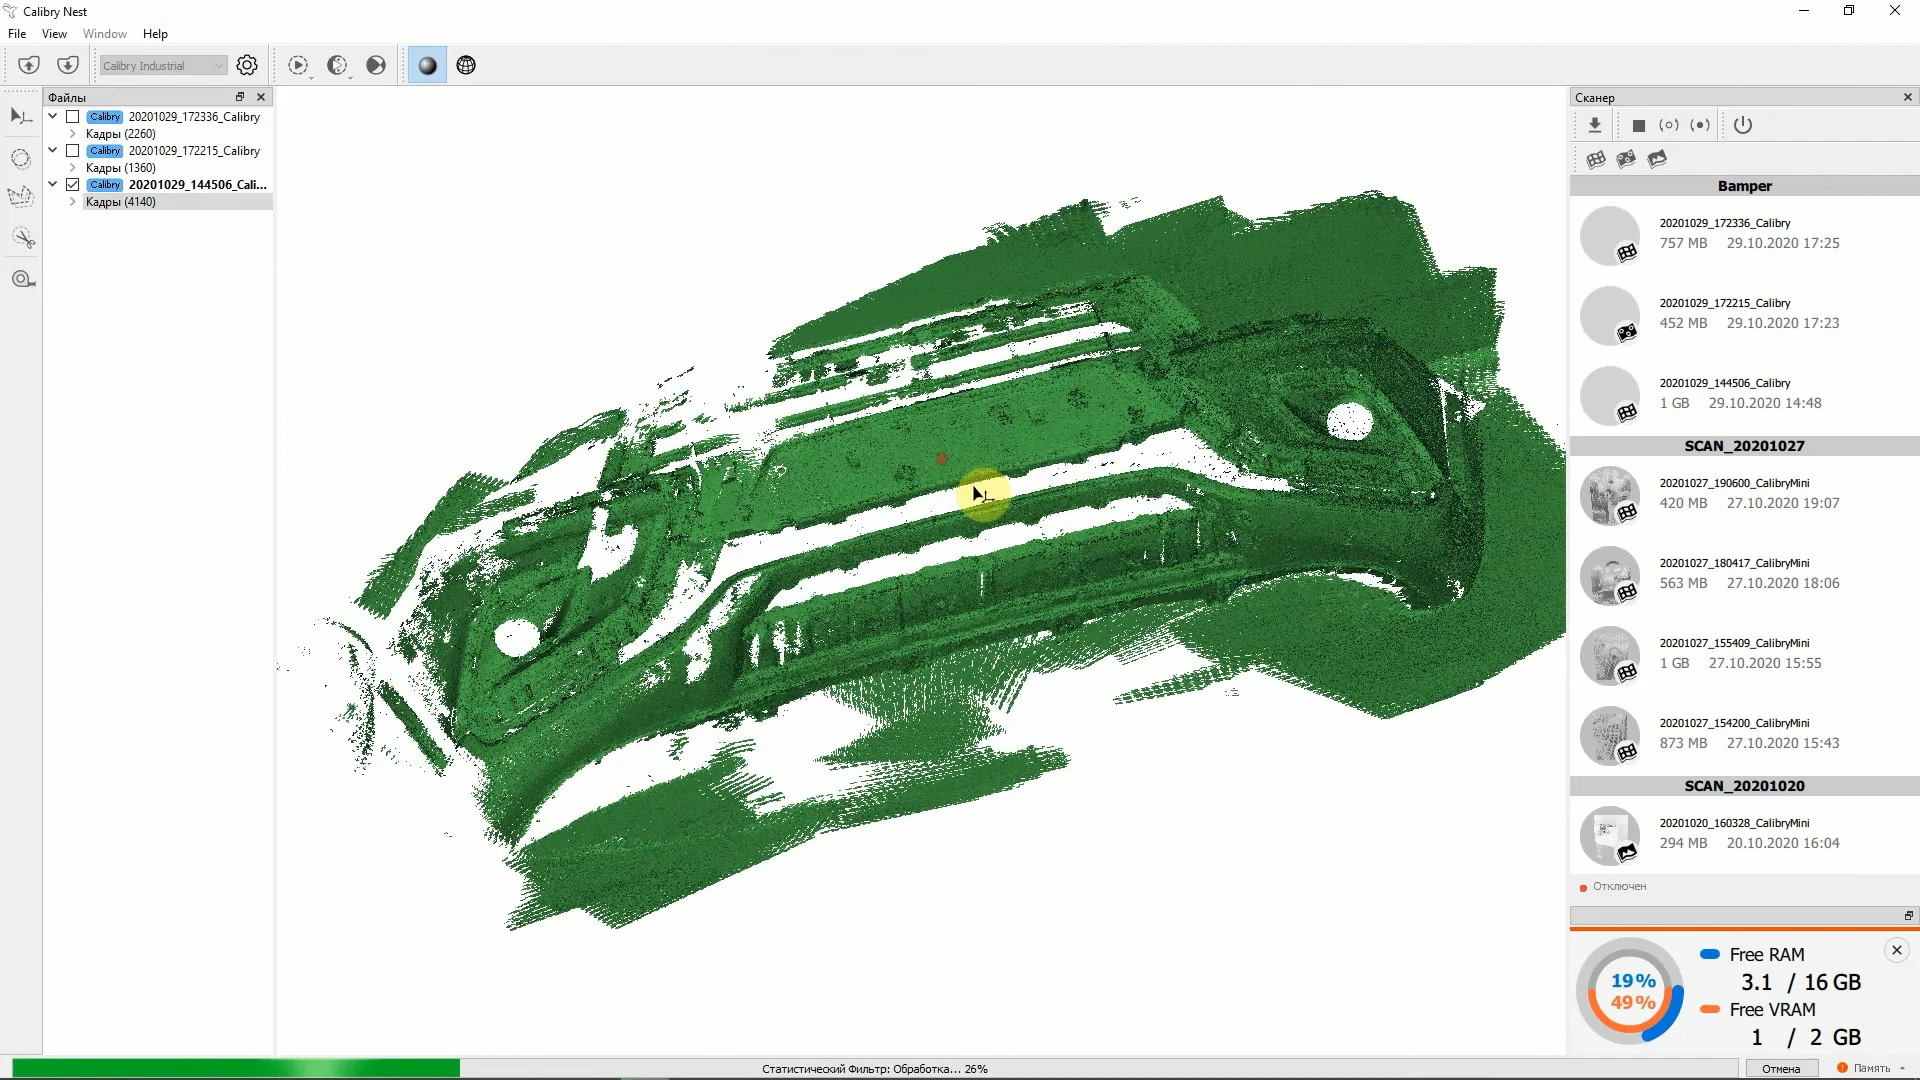 Calibry Nest
File View Window Help
Calibry Industrial
Файлы
Calibry 20201029_172336_Calibry
Кадры (2260)
Calibry 20201029_172215_Calibry
Кадры (1360)
Calibry 20201029_144506_Cali...
Кадры (4140)
Сканер
Bamper
20201029_172336_Calibry
757 MB 29.10.2020 17:25
20201029_172215_Calibry
452 MB 29.10.2020 17:23
20201029_144506_Calibry
1 GB 29.10.2020 14:48
SCAN_20201027
20201027_190600_CalibryMini
420 MB 27.10.2020 19:07
20201027_180417_CalibryMini
563 MB 27.10.2020 18:06
20201027_155409_CalibryMini
1 GB 27.10.2020 15:55
20201027_154200_CalibryMini
873 MB 27.10.2020 15:43
SCAN_20201020
20201020_160328_CalibryMini
294 MB 20.10.2020 16:04
Отключен
19%
49%
Free RAM
3.1 / 16 GB
Free VRAM
1 / 2 GB
Статистический Фильтр: Обработка... 26%
Отмена
Память